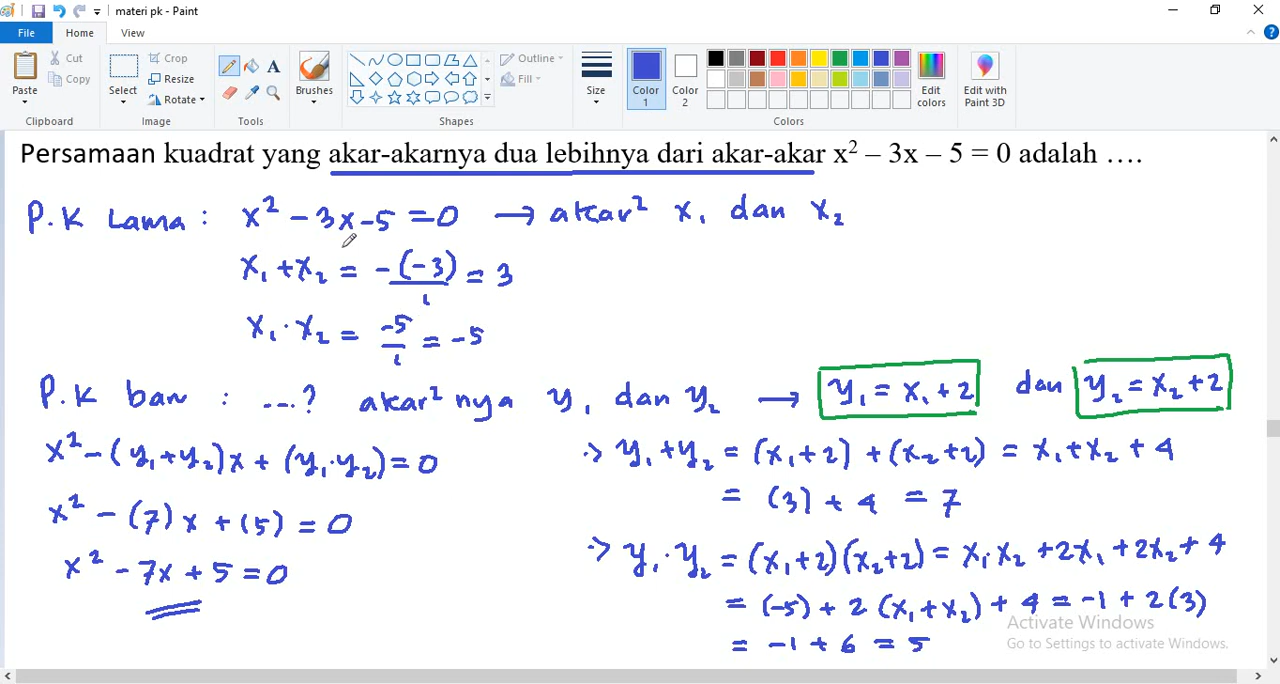 materi pk - Paint
File Home View
Paste Cut Copy Clipboard
Select Crop Resize Rotate Image
Tools
Brushes
Outline Fill Shapes
Size
Color 1 Color 2 Edit colors Colors
Edit with Paint 3D
Persamaan kuadrat yang akar-akarnya dua lebihnya dari akar-akar x² – 3x – 5 = 0 adalah ….
P.K Lama : x² - 3x - 5 = 0 → akar² x₁ dan x₂
x₁ + x₂ = -(-3)/1 = 3
x₁ · x₂ = -5/1 = -5
P.K baru : ....? akar² nya y₁ dan y₂ → y₁ = x₁ + 2 dan y₂ = x₂ + 2
x² - (y₁ + y₂)x + (y₁ · y₂) = 0
x² - (7)x + (5) = 0
x² - 7x + 5 = 0
:> y₁ + y₂ = (x₁ + 2) + (x₂ + 2) = x₁ + x₂ + 4
= (3) + 4 = 7
:> y₁ · y₂ = (x₁ + 2)(x₂ + 2) = x₁x₂ + 2x₁ + 2x₂ + 4
= (-5) + 2(x₁ + x₂) + 4 = -1 + 2(3)
= -1 + 6 = 5
Activate Windows
Go to Settings to activate Windows.